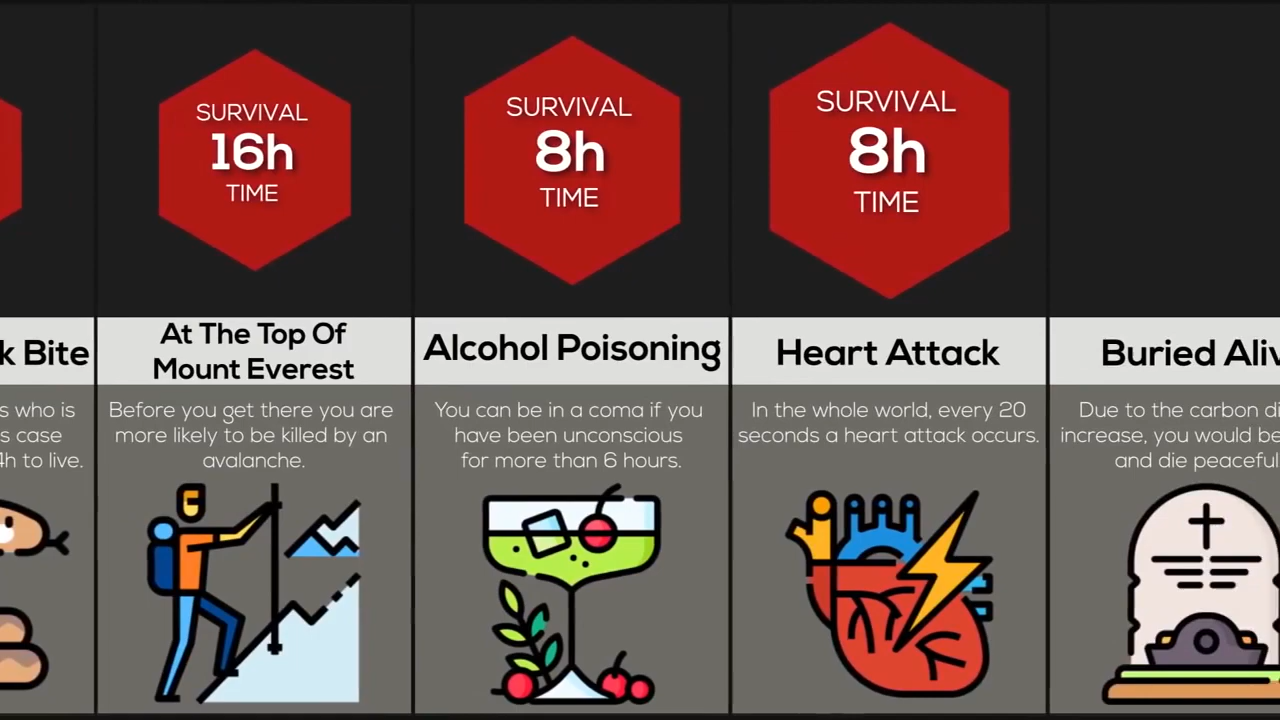 k Bite
s who is
s case
4h to live.
SURVIVAL
16h
TIME
At The Top Of
Mount Everest
Before you get there you are
more likely to be killed by an
avalanche.
SURVIVAL
8h
TIME
Alcohol Poisoning
You can be in a coma if you
have been unconscious
for more than 6 hours.
SURVIVAL
8h
TIME
Heart Attack
In the whole world, every 20
seconds a heart attack occurs.
Buried Aliv
Due to the carbon di
increase, you would be
and die peaceful